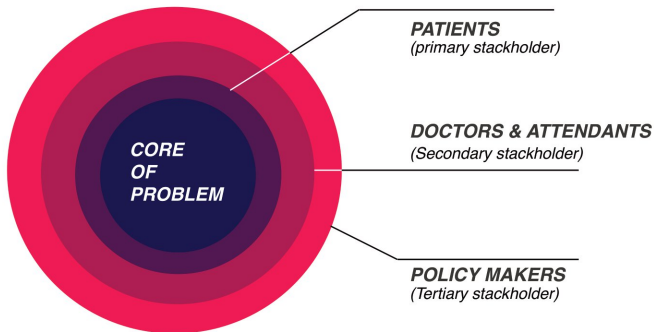 CORE
OF
PROBLEM
PATIENTS
(primary stackholder)
DOCTORS & ATTENDANTS
(Secondary stackholder)
POLICY MAKERS
(Tertiary stackholder)